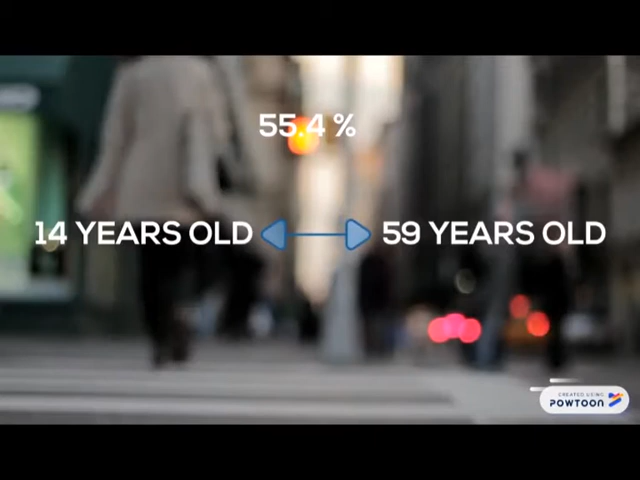 55.4 %
14 YEARS OLD
59 YEARS OLD
CREATED USING
POWTOON